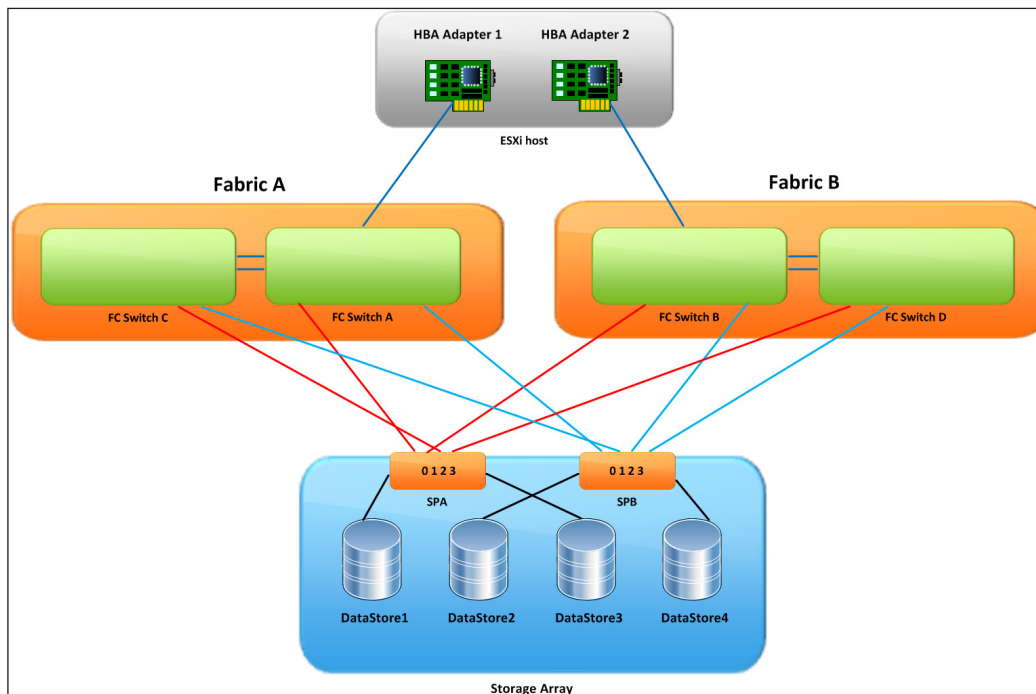 HBA Adapter 1
HBA Adapter 2
ESXi host
Fabric A
Fabric B
FC Switch C
FC Switch A
FC Switch B
FC Switch D
0 1 2 3
0 1 2 3
SPA
SPB
DataStore1
DataStore2
DataStore3
DataStore4
Storage Array